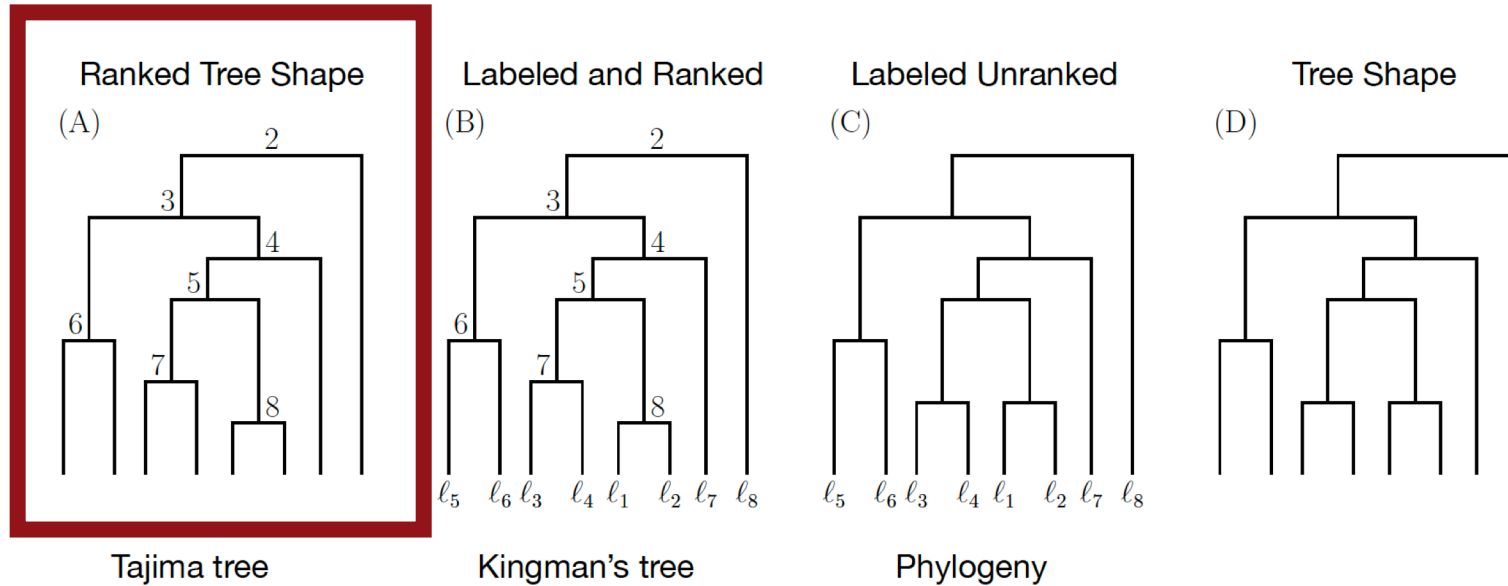 Ranked Tree Shape
(A)
2
3
4
5
6
7
8
Tajima tree
Labeled and Ranked
(B)
2
3
4
5
6
7
8
ℓ₅ ℓ₆ ℓ₃ ℓ₄ ℓ₁ ℓ₂ ℓ₇ ℓ₈
Kingman's tree
Labeled Unranked
(C)
ℓ₅ ℓ₆ ℓ₃ ℓ₄ ℓ₁ ℓ₂ ℓ₇ ℓ₈
Phylogeny
Tree Shape
(D)